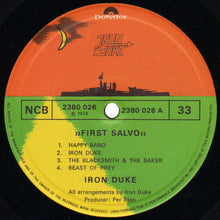 Polydor
IRON
DUKE
NCB
2380 026
℗ 1974
2380 026 A
33
»FIRST SALVO«
1. HAPPY BAND
2. IRON DUKE
3. THE BLACKSMITH & THE BAKER
4. BEAST OF PREY
IRON DUKE
All arrangements by Iron Duke
Producer: Per Stan